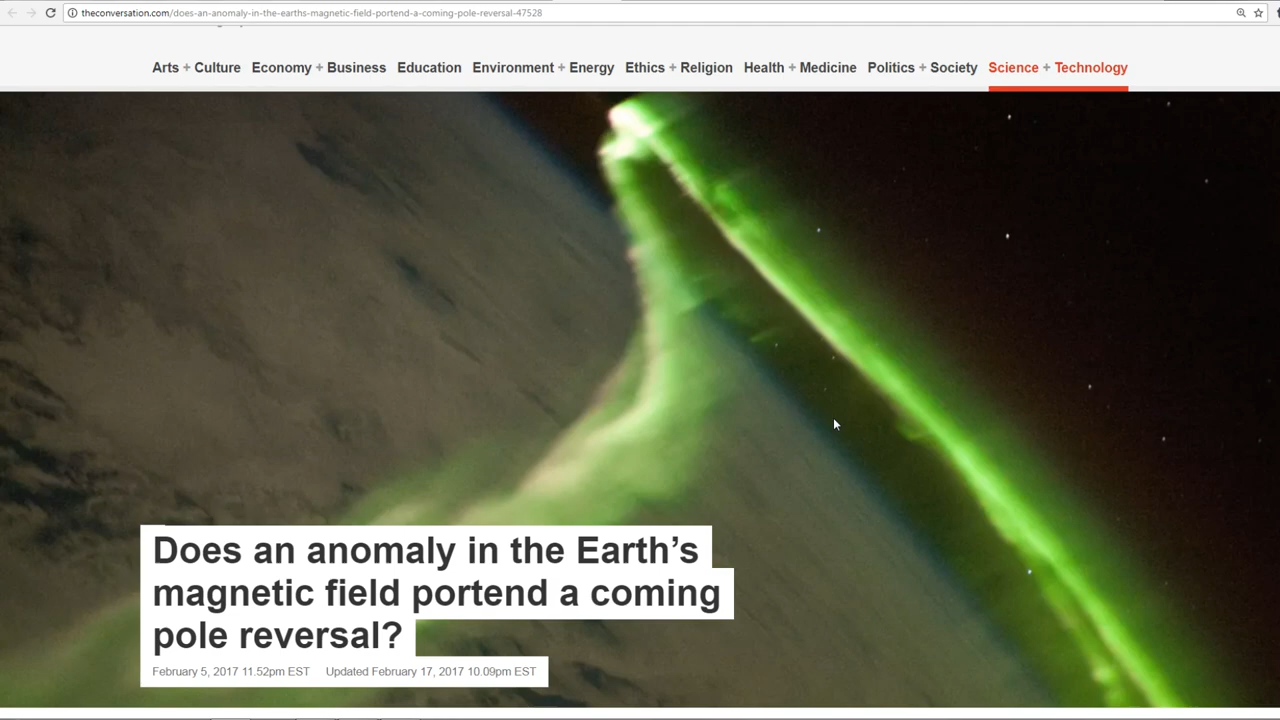 theconversation.com/does-an-anomaly-in-the-earths-magnetic-field-portend-a-coming-pole-reversal-47528
Arts + Culture Economy + Business Education Environment + Energy Ethics + Religion Health + Medicine Politics + Society Science + Technology
Does an anomaly in the Earth’s
magnetic field portend a coming
pole reversal?
February 5, 2017 11.52pm EST Updated February 17, 2017 10.09pm EST